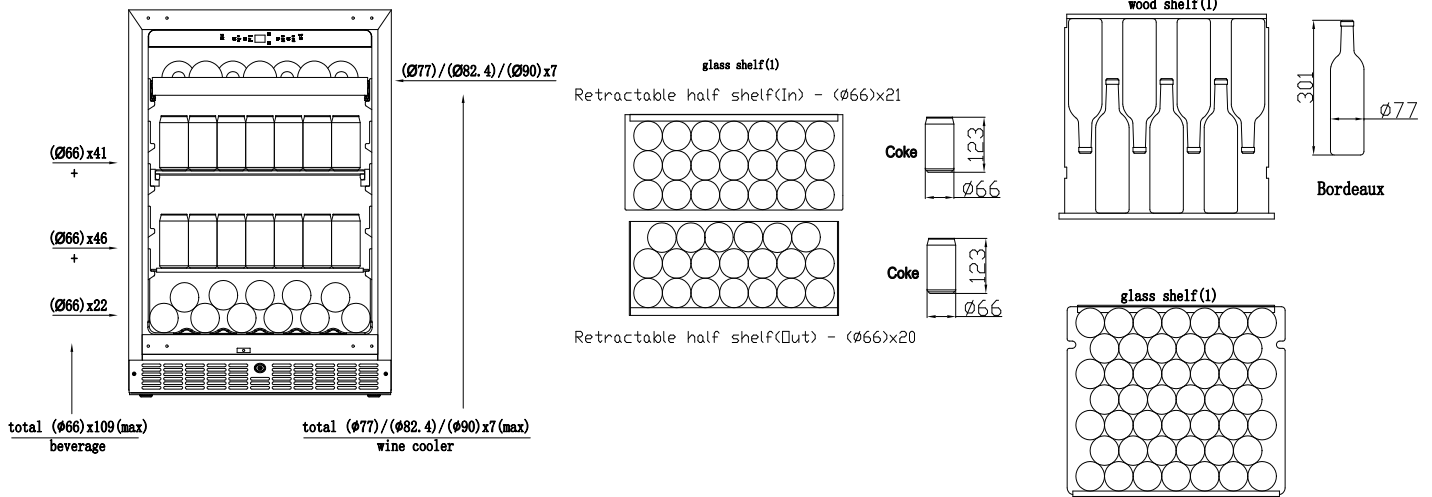 (Ø77)/(Ø82.4)/(Ø90)x7
(Ø66)x41
+
(Ø66)x46
+
(Ø66)x22
total (Ø66)x109(max)
beverage
total (Ø77)/(Ø82.4)/(Ø90)x7(max)
wine cooler
glass shelf(1)
Retractable half shelf(In) - (Ø66)x21
Coke
123
Ø66
Coke
123
Ø66
Retractable half shelf(Out) - (Ø66)x20
wood shelf(1)
301
Ø77
Bordeaux
glass shelf(1)